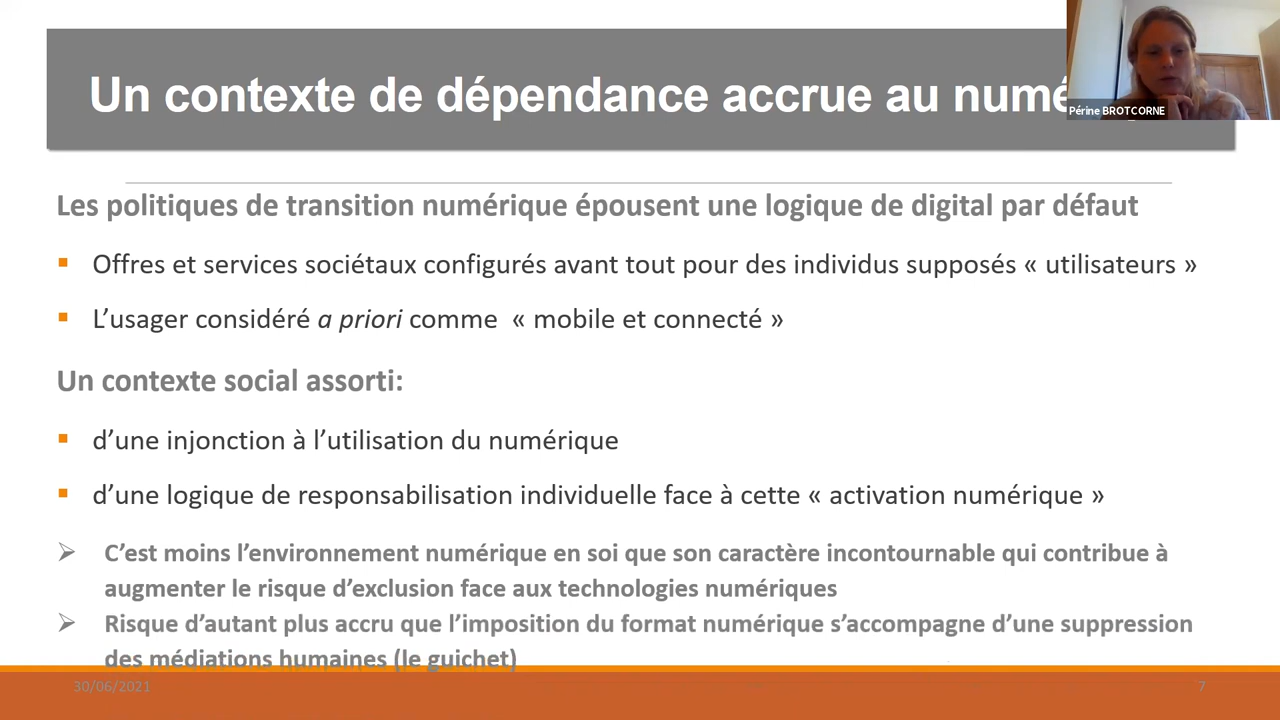 Un contexte de dépendance accrue au numé
Périne BROTCORNE
Les politiques de transition numérique épousent une logique de digital par défaut
Offres et services sociétaux configurés avant tout pour des individus supposés « utilisateurs »
L’usager considéré a priori comme « mobile et connecté »
Un contexte social assorti:
d’une injonction à l’utilisation du numérique
d’une logique de responsabilisation individuelle face à cette « activation numérique »
C’est moins l’environnement numérique en soi que son caractère incontournable qui contribue à
augmenter le risque d’exclusion face aux technologies numériques
Risque d’autant plus accru que l’imposition du format numérique s’accompagne d’une suppression
des médiations humaines (le guichet)
30/06/2021
7